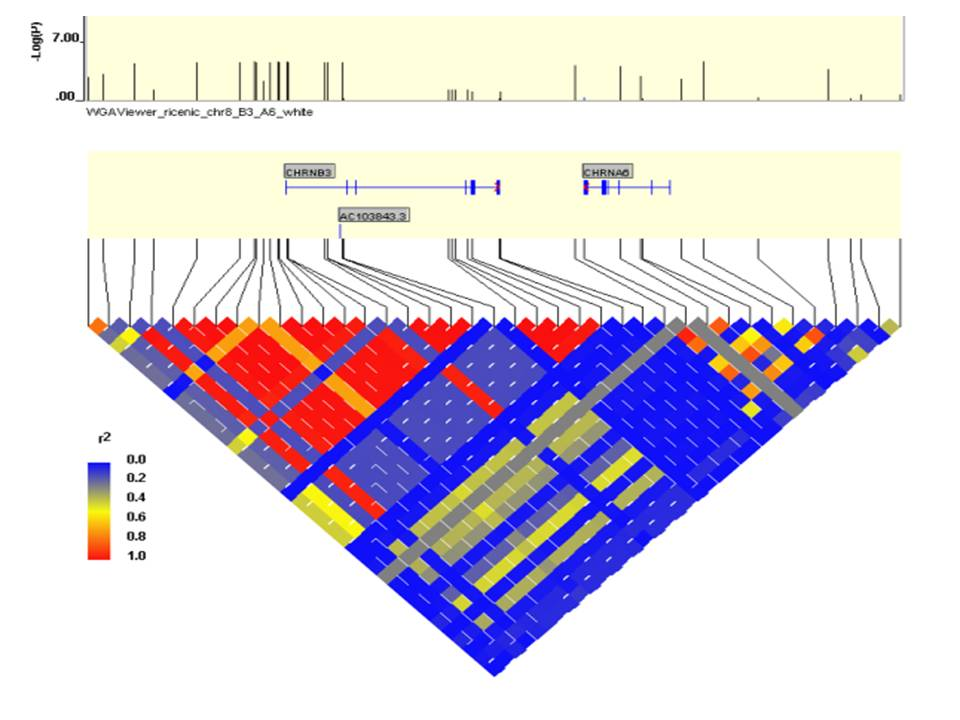 -Log(P)
7.00
.00
WGAViewer_ricenic_chr8_B3_A6_white
CHRNB3
CHRNA6
AC103843.3
r2
0.0
0.2
0.4
0.6
0.8
1.0